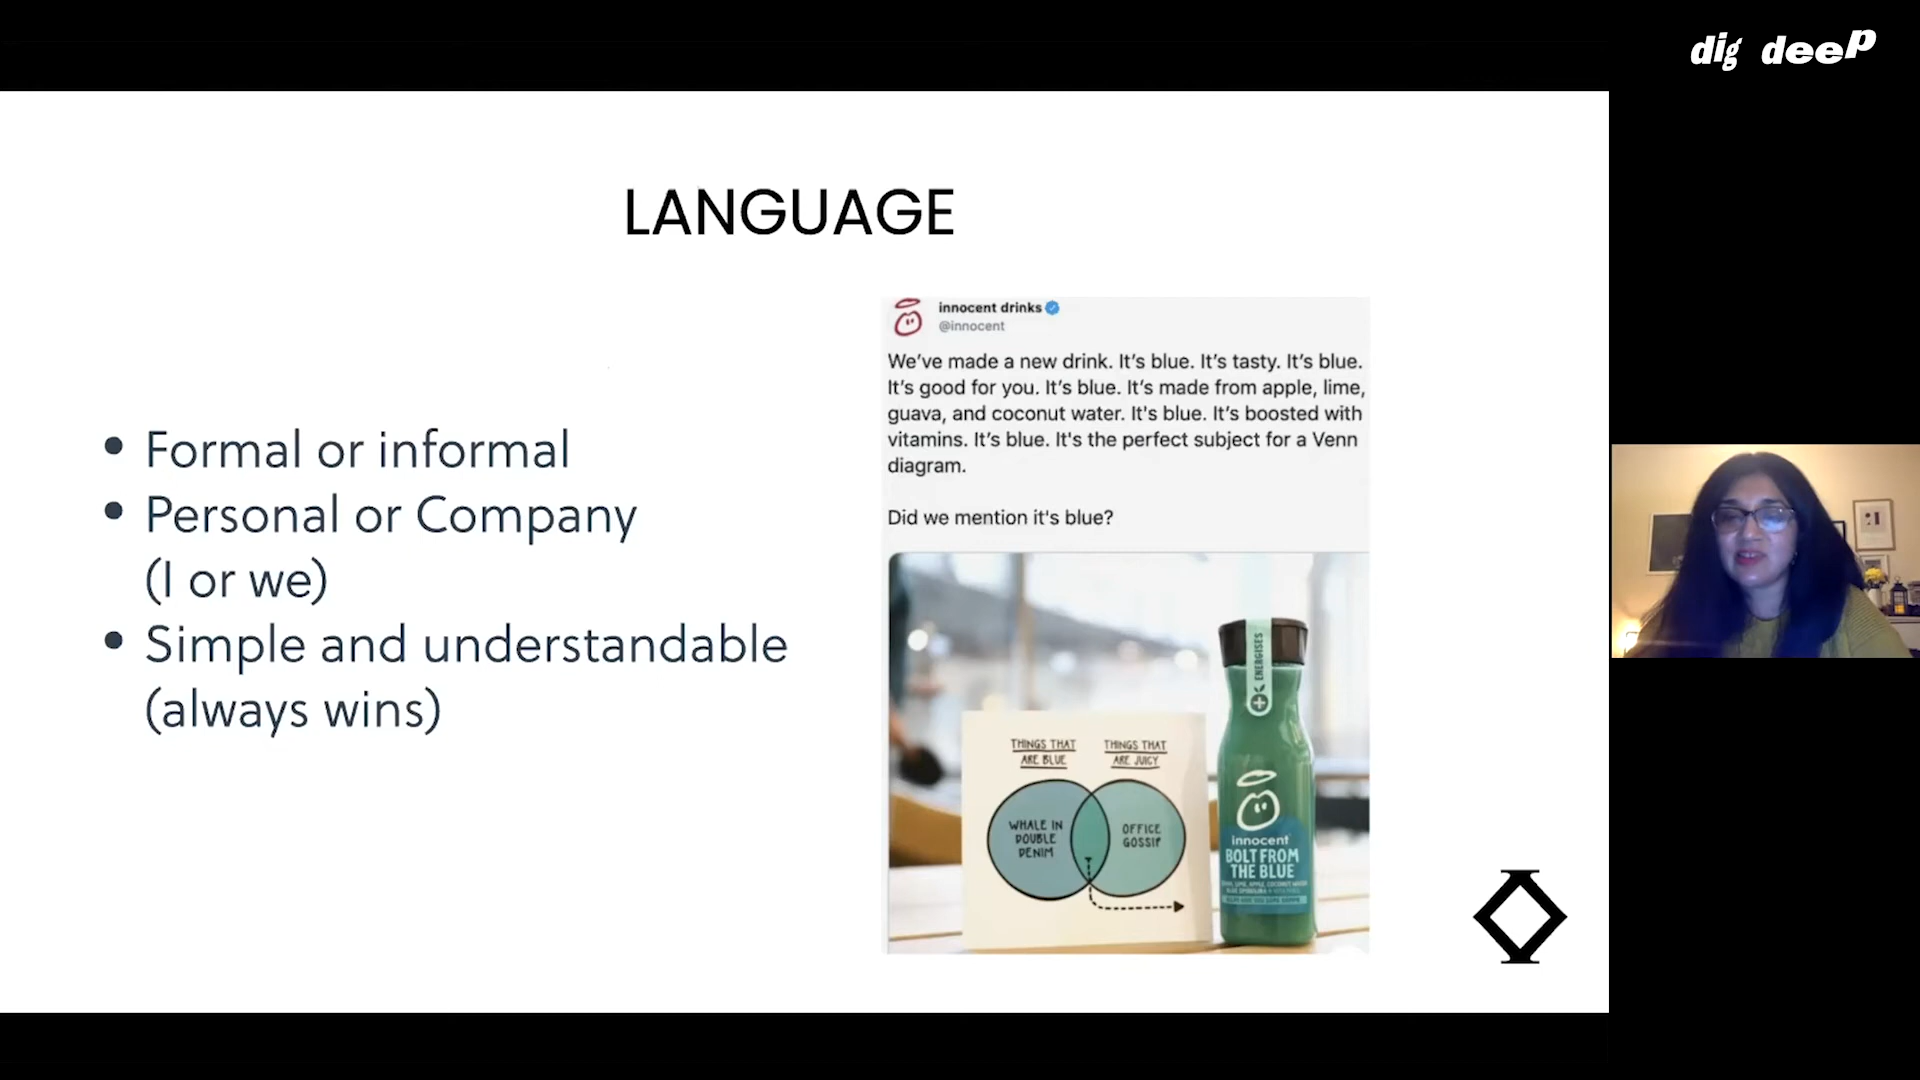 dig deep
LANGUAGE
• Formal or informal
• Personal or Company
(I or we)
• Simple and understandable
(always wins)
innocent drinks
@innocent
We’ve made a new drink. It’s blue. It’s tasty. It’s blue.
It’s good for you. It’s blue. It’s made from apple, lime,
guava, and coconut water. It's blue. It’s boosted with
vitamins. It’s blue. It's the perfect subject for a Venn
diagram.
Did we mention it's blue?
THINGS THAT
ARE BLUE
THINGS THAT
ARE JUICY
WHALE IN
DOUBLE
DENIM
OFFICE
GOSSIP
ENERGISES
innocent
BOLT FROM
THE BLUE